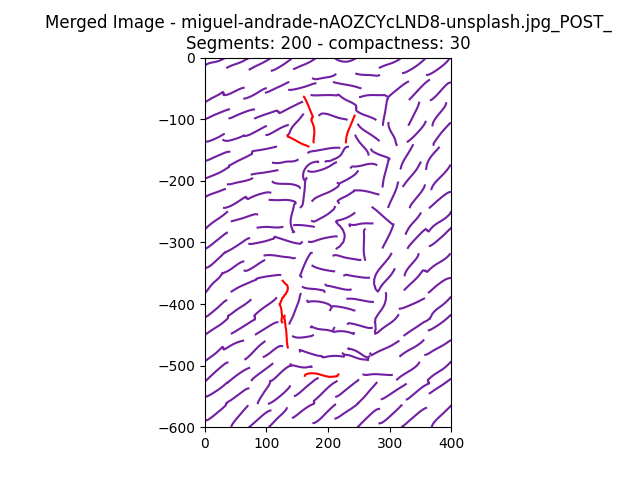 Merged Image - miguel-andrade-nAOZCYcLND8-unsplash.jpg_POST_
Segments: 200 - compactness: 30
0
−100
−200
−300
−400
−500
−600
0 100 200 300 400